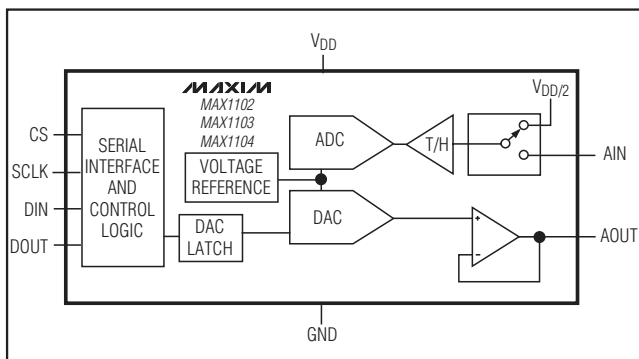 VDD
MAXIM
MAX1102
MAX1103
MAX1104
VDD/2
CS
SCLK
DIN
DOUT
SERIAL
INTERFACE
AND
CONTROL
LOGIC
VOLTAGE
REFERENCE
ADC
T/H
AIN
DAC
LATCH
DAC
+
-
AOUT
GND